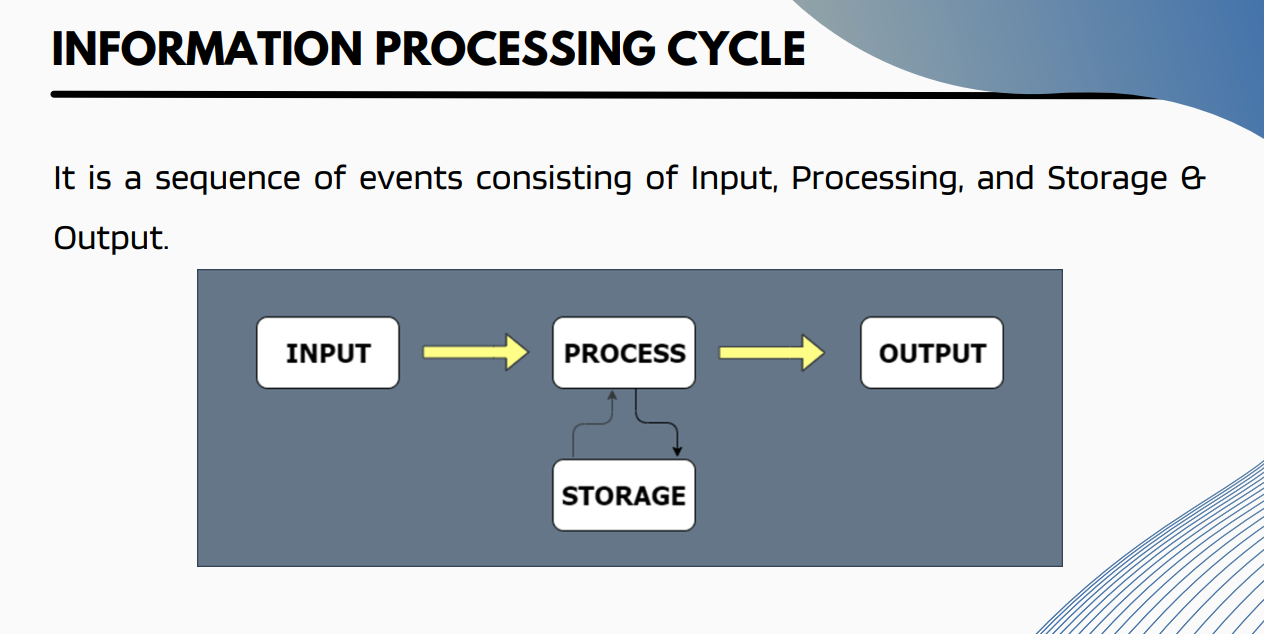 INFORMATION PROCESSING CYCLE
It is a sequence of events consisting of Input, Processing, and Storage &
Output.
INPUT
PROCESS
OUTPUT
STORAGE